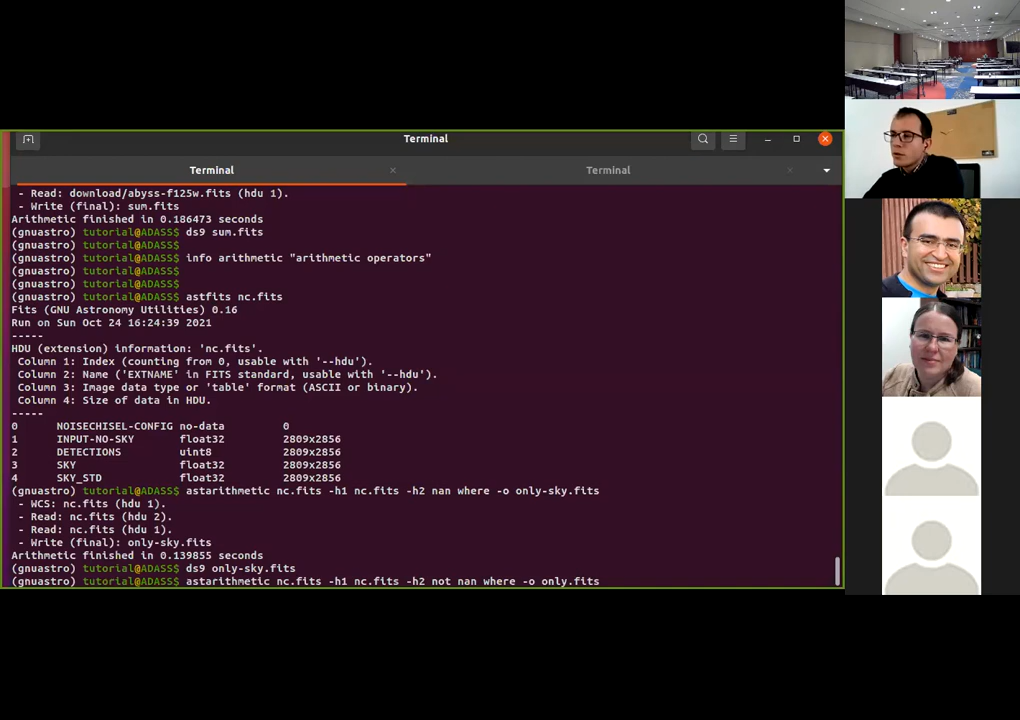 Terminal
Terminal
Terminal
- Read: download/abyss-f125w.fits (hdu 1).
- Write (final): sum.fits
Arithmetic finished in 0.186473 seconds
(gnuastro) tutorial@ADASS$ ds9 sum.fits
(gnuastro) tutorial@ADASS$
(gnuastro) tutorial@ADASS$ info arithmetic "arithmetic operators"
(gnuastro) tutorial@ADASS$
(gnuastro) tutorial@ADASS$
(gnuastro) tutorial@ADASS$ astfits nc.fits
Fits (GNU Astronomy Utilities) 0.16
Run on Sun Oct 24 16:24:39 2021
-----
HDU (extension) information: 'nc.fits'.
Column 1: Index (counting from 0, usable with '--hdu').
Column 2: Name ('EXTNAME' in FITS standard, usable with '--hdu').
Column 3: Image data type or 'table' format (ASCII or binary).
Column 4: Size of data in HDU.
-----
0 NOISECHISEL-CONFIG no-data 0
1 INPUT-NO-SKY float32 2809x2856
2 DETECTIONS uint8 2809x2856
3 SKY float32 2809x2856
4 SKY_STD float32 2809x2856
(gnuastro) tutorial@ADASS$ astarithmetic nc.fits -h1 nc.fits -h2 nan where -o only-sky.fits
- WCS: nc.fits (hdu 1).
- Read: nc.fits (hdu 2).
- Read: nc.fits (hdu 1).
- Write (final): only-sky.fits
Arithmetic finished in 0.139855 seconds
(gnuastro) tutorial@ADASS$ ds9 only-sky.fits
(gnuastro) tutorial@ADASS$ astarithmetic nc.fits -h1 nc.fits -h2 not nan where -o only.fits